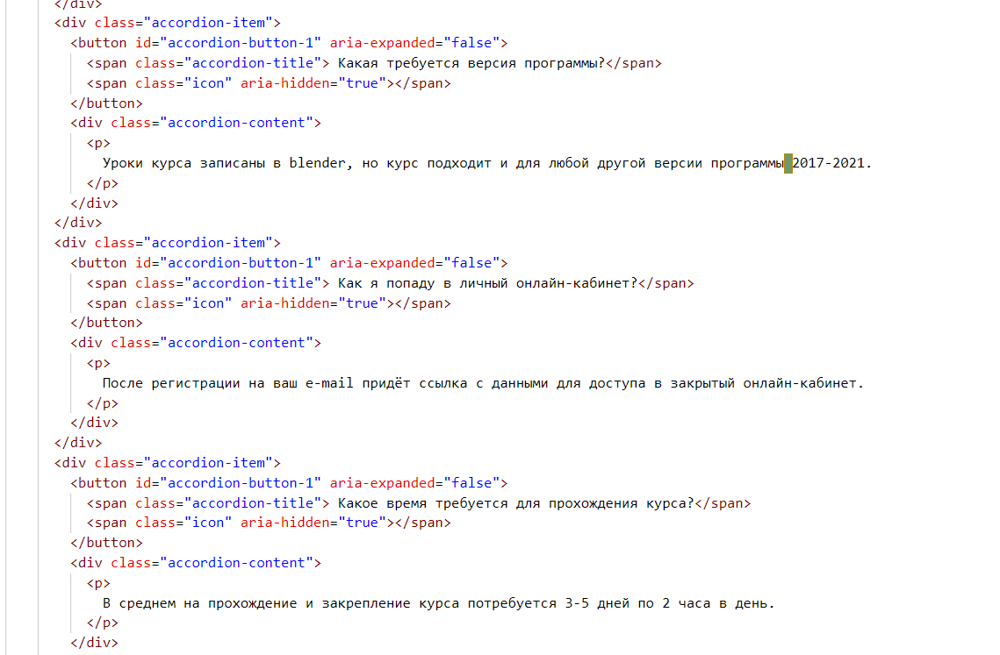 </div>
<div class="accordion-item">
<button id="accordion-button-1" aria-expanded="false">
<span class="accordion-title"> Какая требуется версия программы?</span>
<span class="icon" aria-hidden="true"></span>
</button>
<div class="accordion-content">
<p>
Уроки курса записаны в blender, но курс подходит и для любой другой версии программы 2017-2021.
</p>
</div>
</div>
<div class="accordion-item">
<button id="accordion-button-1" aria-expanded="false">
<span class="accordion-title"> Как я попаду в личный онлайн-кабинет?</span>
<span class="icon" aria-hidden="true"></span>
</button>
<div class="accordion-content">
<p>
После регистрации на ваш e-mail придёт ссылка с данными для доступа в закрытый онлайн-кабинет.
</p>
</div>
</div>
<div class="accordion-item">
<button id="accordion-button-1" aria-expanded="false">
<span class="accordion-title"> Какое время требуется для прохождения курса?</span>
<span class="icon" aria-hidden="true"></span>
</button>
<div class="accordion-content">
<p>
В среднем на прохождение и закрепление курса потребуется 3-5 дней по 2 часа в день.
</p>
</div>